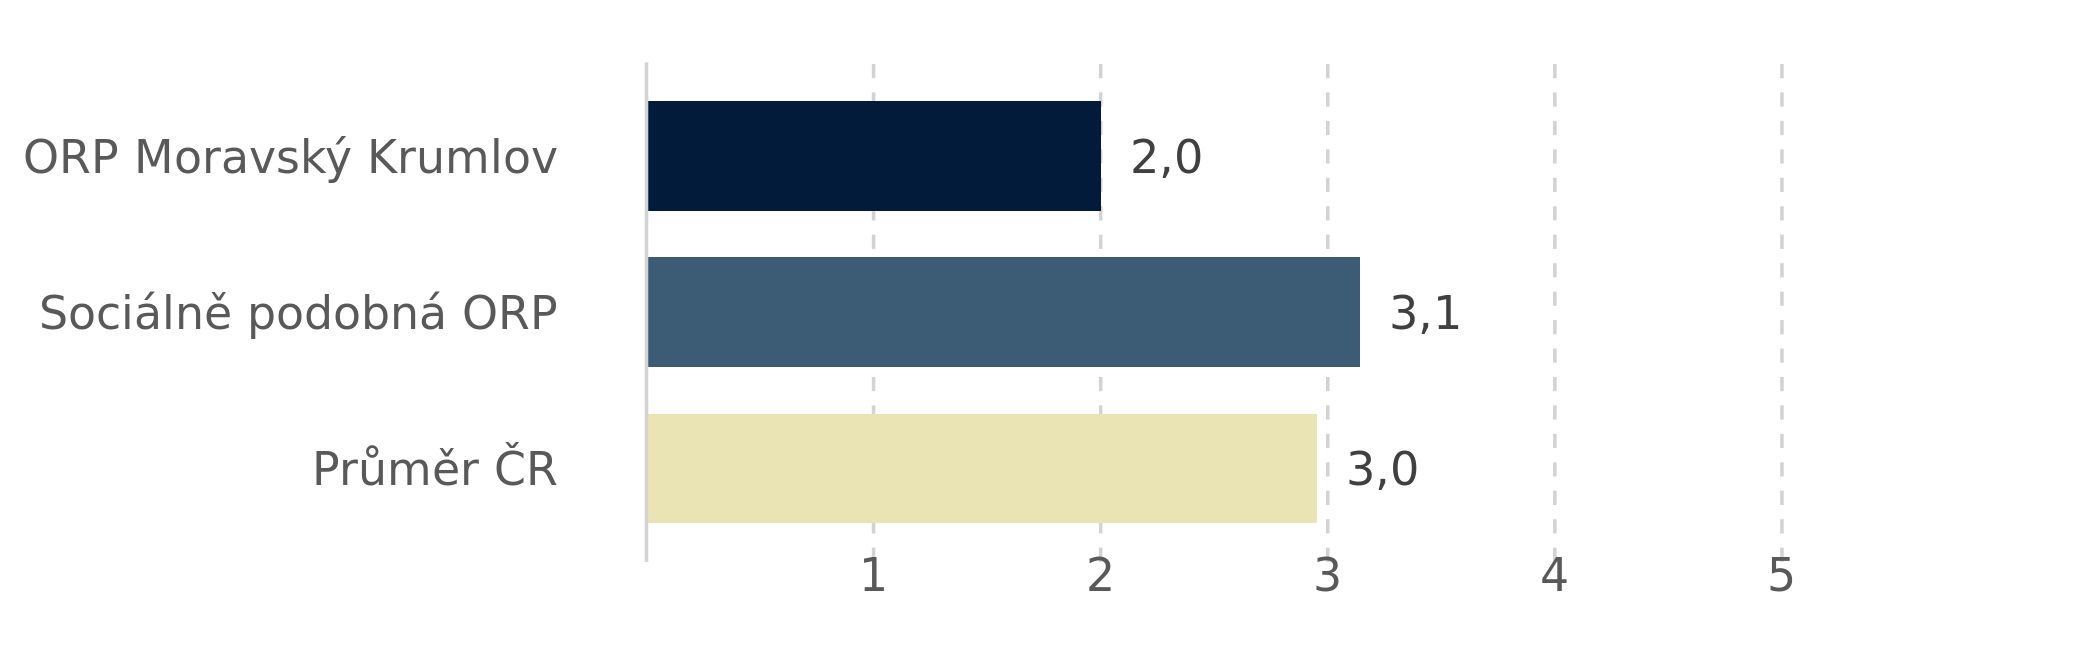 ORP Moravský Krumlov
2,0
Sociálně podobná ORP
3,1
Průměr ČR
3,0
1 2 3 4 5